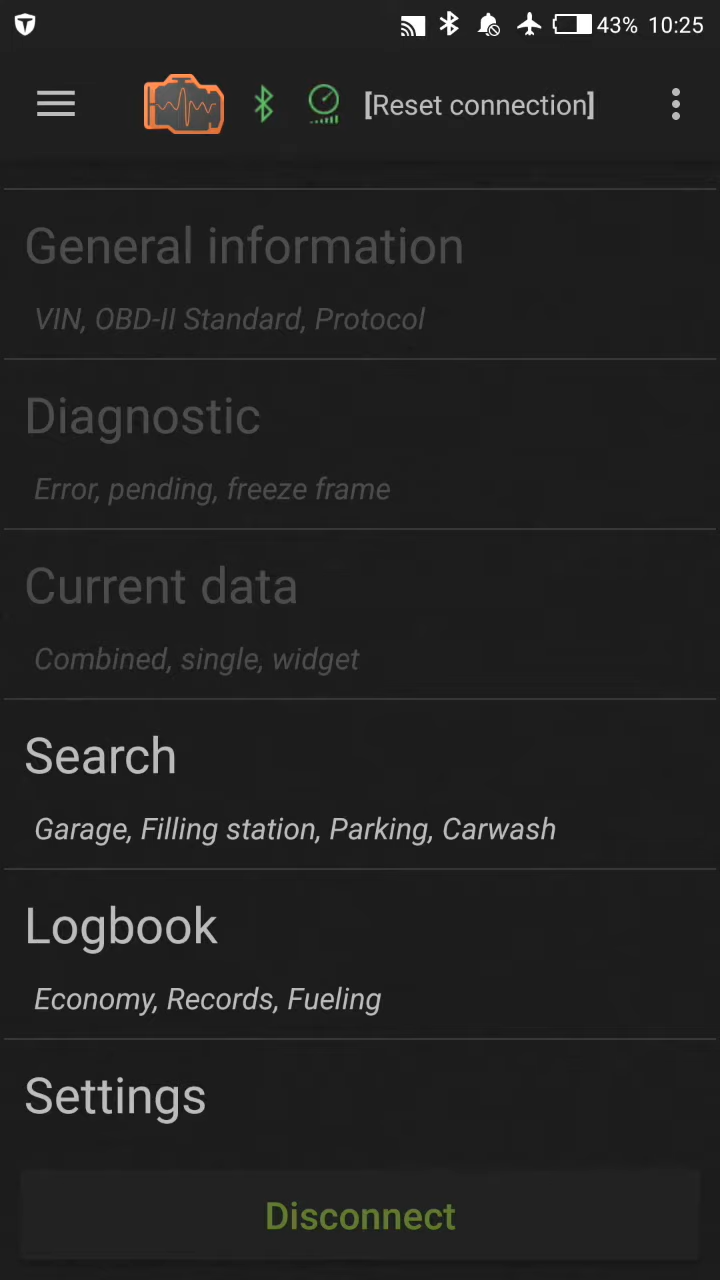 43% 10:25
[Reset connection]
General information
VIN, OBD-II Standard, Protocol
Diagnostic
Error, pending, freeze frame
Current data
Combined, single, widget
Search
Garage, Filling station, Parking, Carwash
Logbook
Economy, Records, Fueling
Settings
Disconnect